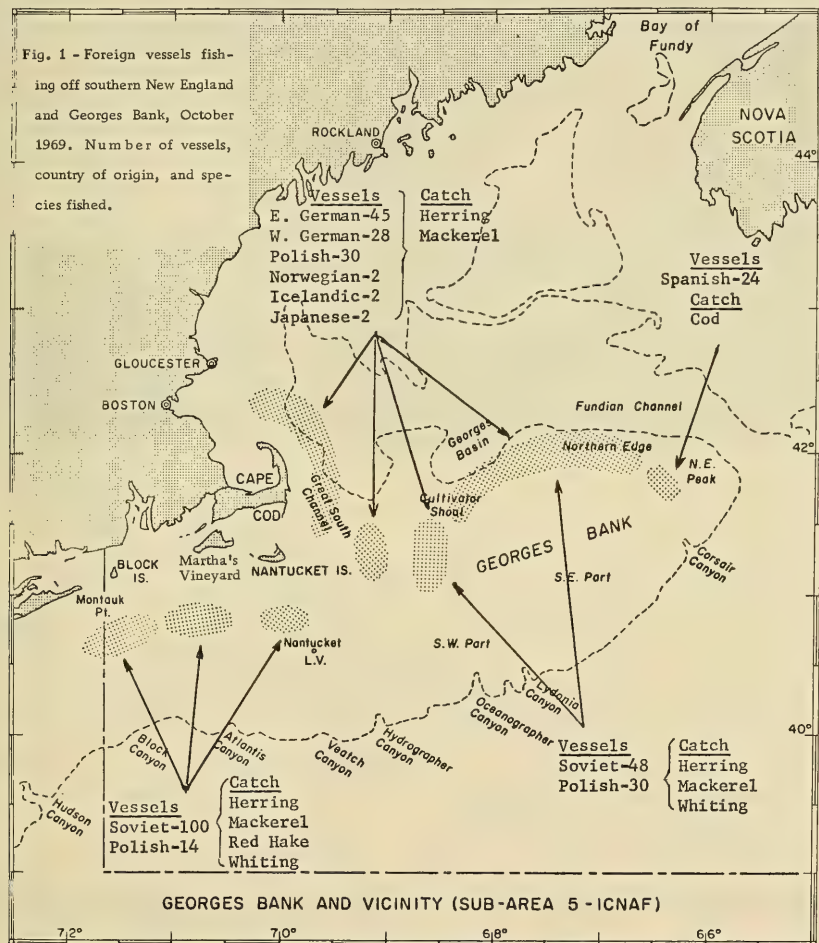 Fig. 1 - Foreign vessels fish-
ing off southern New England
and Georges Bank, October
1969. Number of vessels,
country of origin, and spe-
cies fished.
Bay of
Fundy
NOVA
SCOTIA
ROCKLAND
44°
Vessels
E. German-45
W. German-28
Polish-30
Norwegian-2
Icelandic-2
Japanese-2
Catch
Herring
Mackerel
Vessels
Spanish-24
Catch
Cod
GLOUCESTER
BOSTON
Fundian Channel
42°
Georges
Basin
Northern Edge
N.E.
Peak
CAPE
COD
Great South
Channel
Cultivator
Shoal
GEORGES BANK
Corsair
Canyon
BLOCK
IS.
Martha's
Vineyard
NANTUCKET IS.
S.E. Part
Montauk
Pt.
Nantucket
L.V.
S.W. Part
Lydonia
Canyon
Oceanographer
Canyon
40°
Hydrographer
Canyon
Veatch
Canyon
Atlantis
Canyon
Block
Canyon
Hudson
Canyon
Vessels
Soviet-100
Polish-14
Catch
Herring
Mackerel
Red Hake
Whiting
Vessels
Soviet-48
Polish-30
Catch
Herring
Mackerel
Whiting
GEORGES BANK AND VICINITY (SUB-AREA 5-ICNAF)
72°
70°
68°
66°